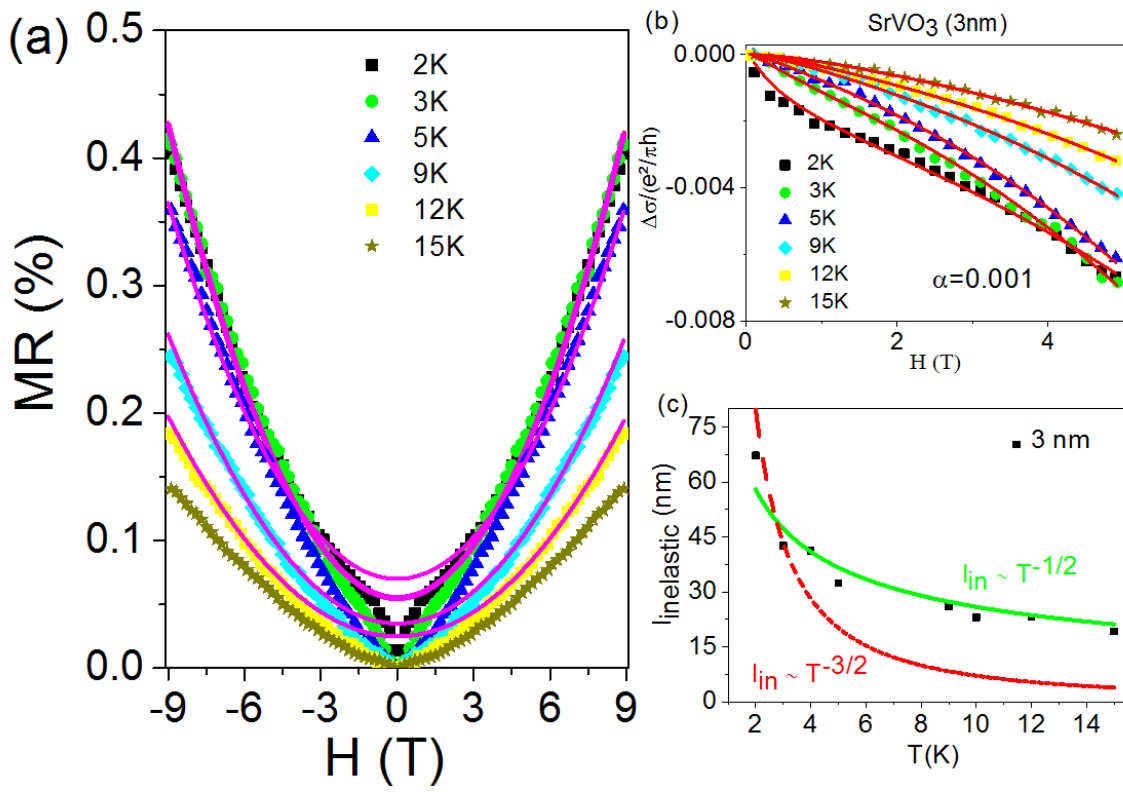 (a)
0.5
0.4
0.3
0.2
0.1
0.0
MR (%)
2K
3K
5K
9K
12K
15K
-9 -6 -3 0 3 6 9
H (T)
(b)
SrVO₃ (3nm)
0.000
-0.004
-0.008
Δσ/(e²/πh)
2K
3K
5K
9K
12K
15K
α=0.001
0 2 4
H (T)
(c)
75
60
45
30
15
0
l_inelastic (nm)
3 nm
l_in ~ T^-1/2
l_in ~ T^-3/2
2 4 6 8 10 12 14
T(K)